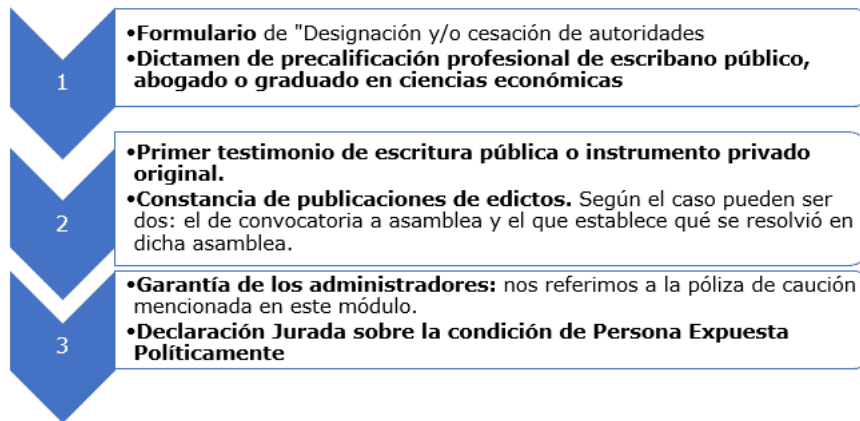 1
•Formulario de "Designación y/o cesación de autoridades
•Dictamen de precalificación profesional de escribano público,
abogado o graduado en ciencias económicas
2
•Primer testimonio de escritura pública o instrumento privado
original.
•Constancia de publicaciones de edictos. Según el caso pueden ser
dos: el de convocatoria a asamblea y el que establece qué se resolvió en
dicha asamblea.
3
•Garantía de los administradores: nos referimos a la póliza de caución
mencionada en este módulo.
•Declaración Jurada sobre la condición de Persona Expuesta
Políticamente